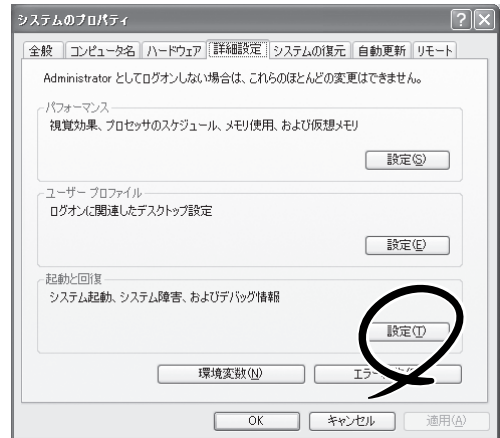 システムのプロパティ
全般 コンピュータ名 ハードウェア 詳細設定 システムの復元 自動更新 リモート
Administrator としてログオンしない場合は、これらのほとんどの変更はできません。
パフォーマンス
視覚効果、プロセッサのスケジュール、メモリ使用、および仮想メモリ
設定(S)
ユーザー プロファイル
ログオンに関連したデスクトップ設定
設定(E)
起動と回復
システム起動、システム障害、およびデバッグ情報
設定(T)
環境変数(N)
OK キャンセル 適用(A)